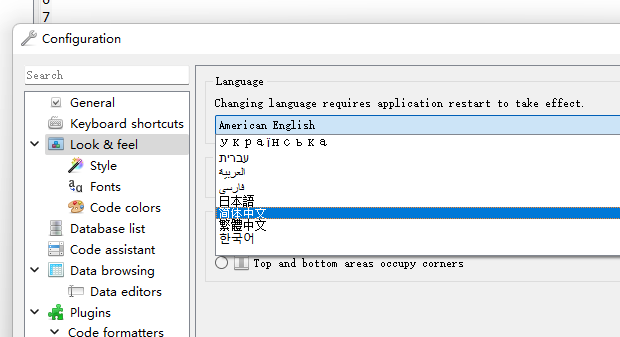 7
Configuration
Search
General
Keyboard shortcuts
Look & feel
Style
Fonts
Code colors
Database list
Code assistant
Data browsing
Data editors
Plugins
Code formatters
Language
Changing language requires application restart to take effect.
American English
українська
עברית
العربية
فارسی
日本語
简体中文
繁體中文
한국어
Top and bottom areas occupy corners